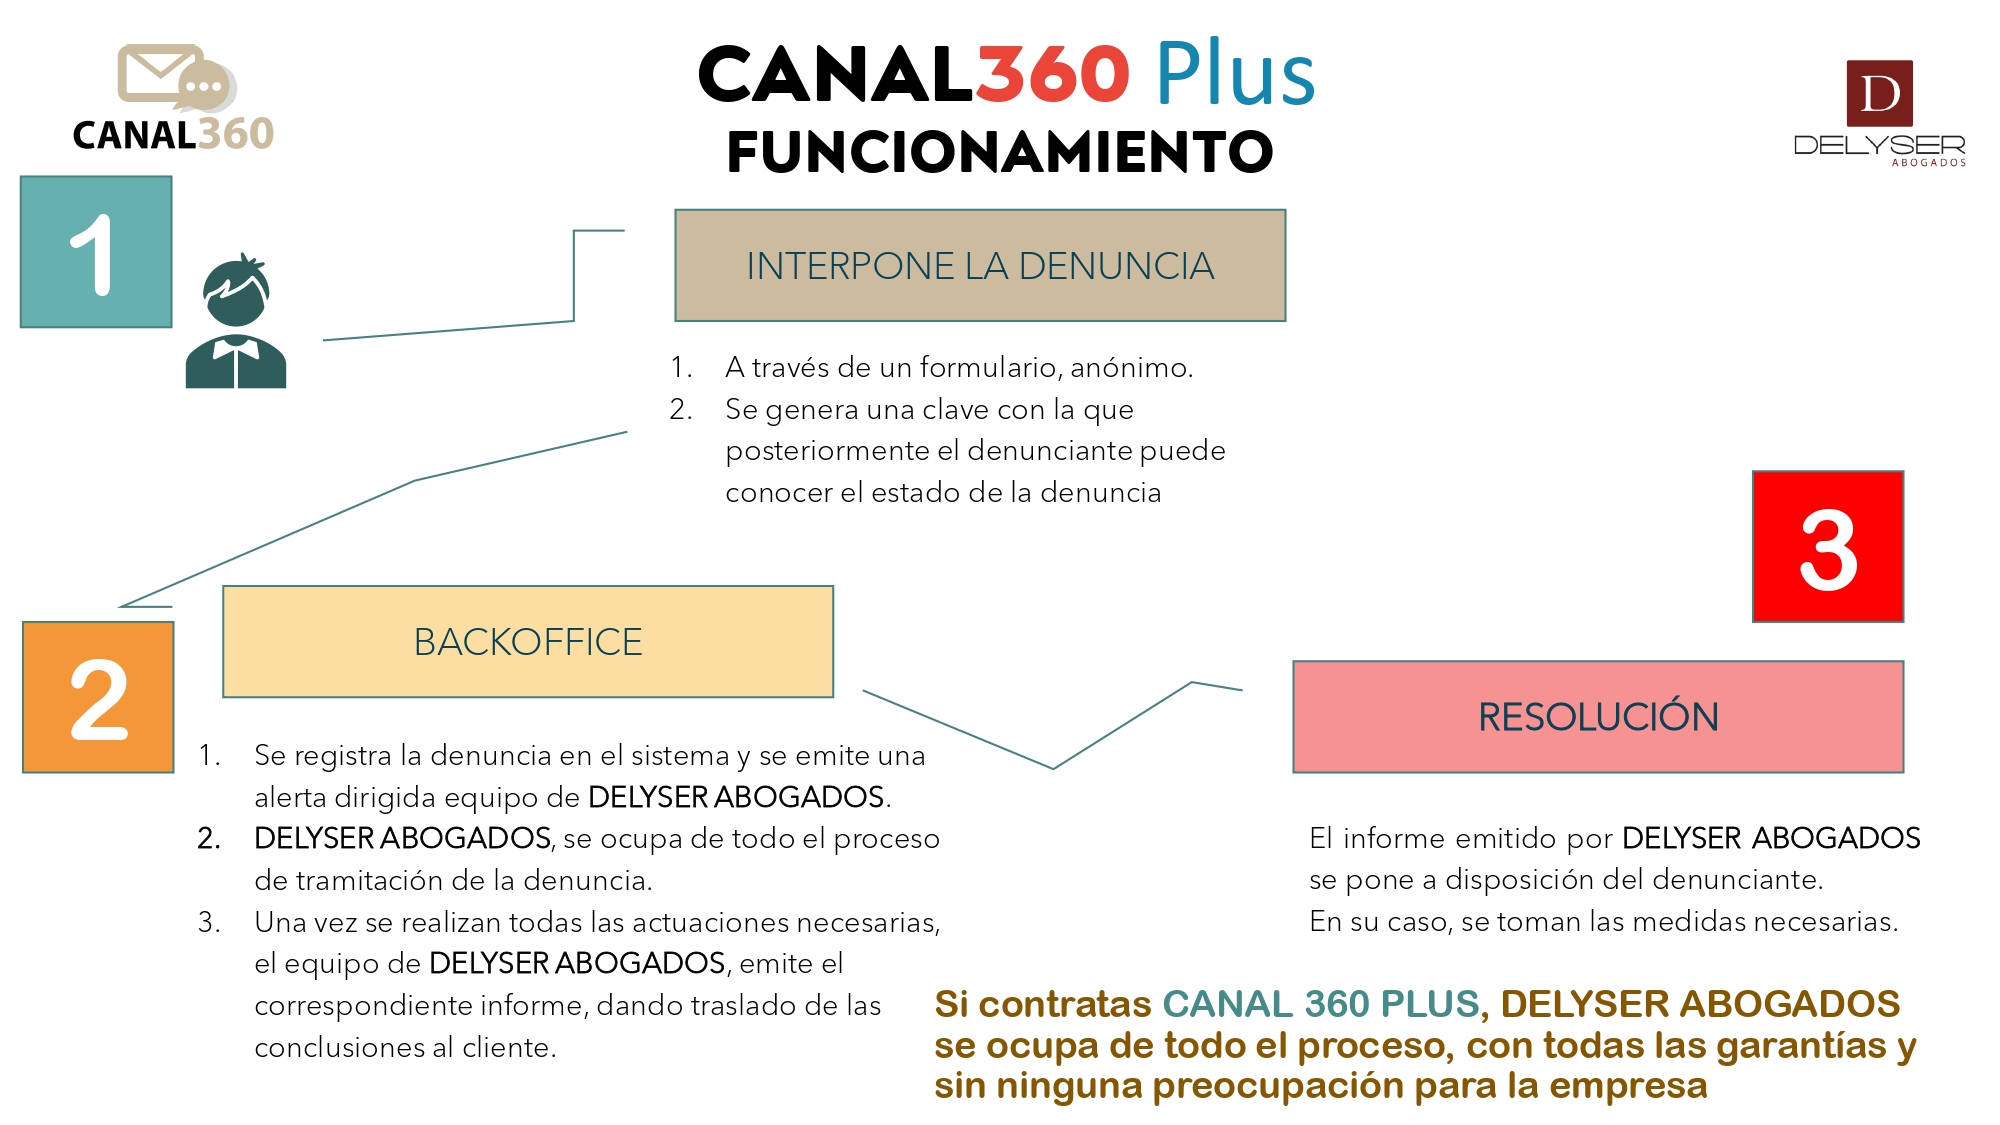 CANAL360
CANAL360 Plus
FUNCIONAMIENTO
D
DELYSER
ABOGADOS
1
INTERPONE LA DENUNCIA
1. A través de un formulario, anónimo.
2. Se genera una clave con la que
posteriormente el denunciante puede
conocer el estado de la denuncia
2
BACKOFFICE
1. Se registra la denuncia en el sistema y se emite una
alerta dirigida equipo de DELYSER ABOGADOS.
2. DELYSER ABOGADOS, se ocupa de todo el proceso
de tramitación de la denuncia.
3. Una vez se realizan todas las actuaciones necesarias,
el equipo de DELYSER ABOGADOS, emite el
correspondiente informe, dando traslado de las
conclusiones al cliente.
3
RESOLUCIÓN
El informe emitido por DELYSER ABOGADOS
se pone a disposición del denunciante.
En su caso, se toman las medidas necesarias.
Si contratas CANAL 360 PLUS, DELYSER ABOGADOS
se ocupa de todo el proceso, con todas las garantías y
sin ninguna preocupación para la empresa